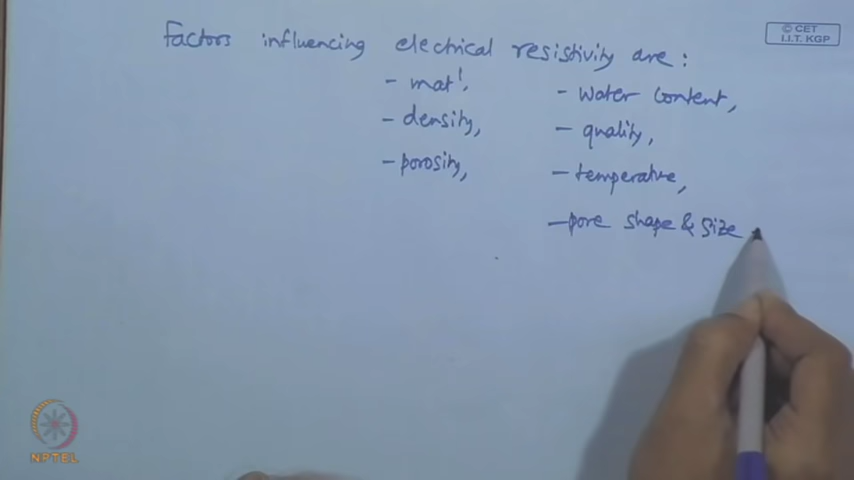 Factors influencing electrical resistivity are :
- mat'l.
- density,
- porosity,
- Water content,
- quality,
- temperature,
- pore shape & size
© CET
I.I.T. KGP
NPTEL